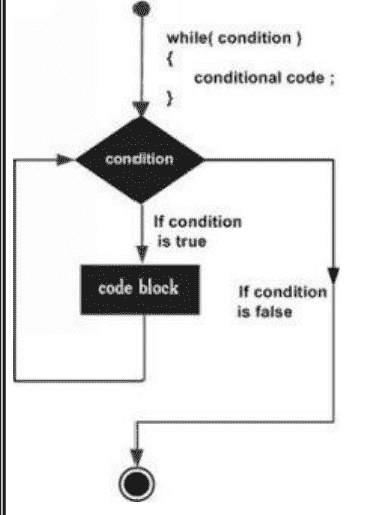 while( condition )
{
conditional code ;
}
condition
If condition
is true
code block
If condition
is false